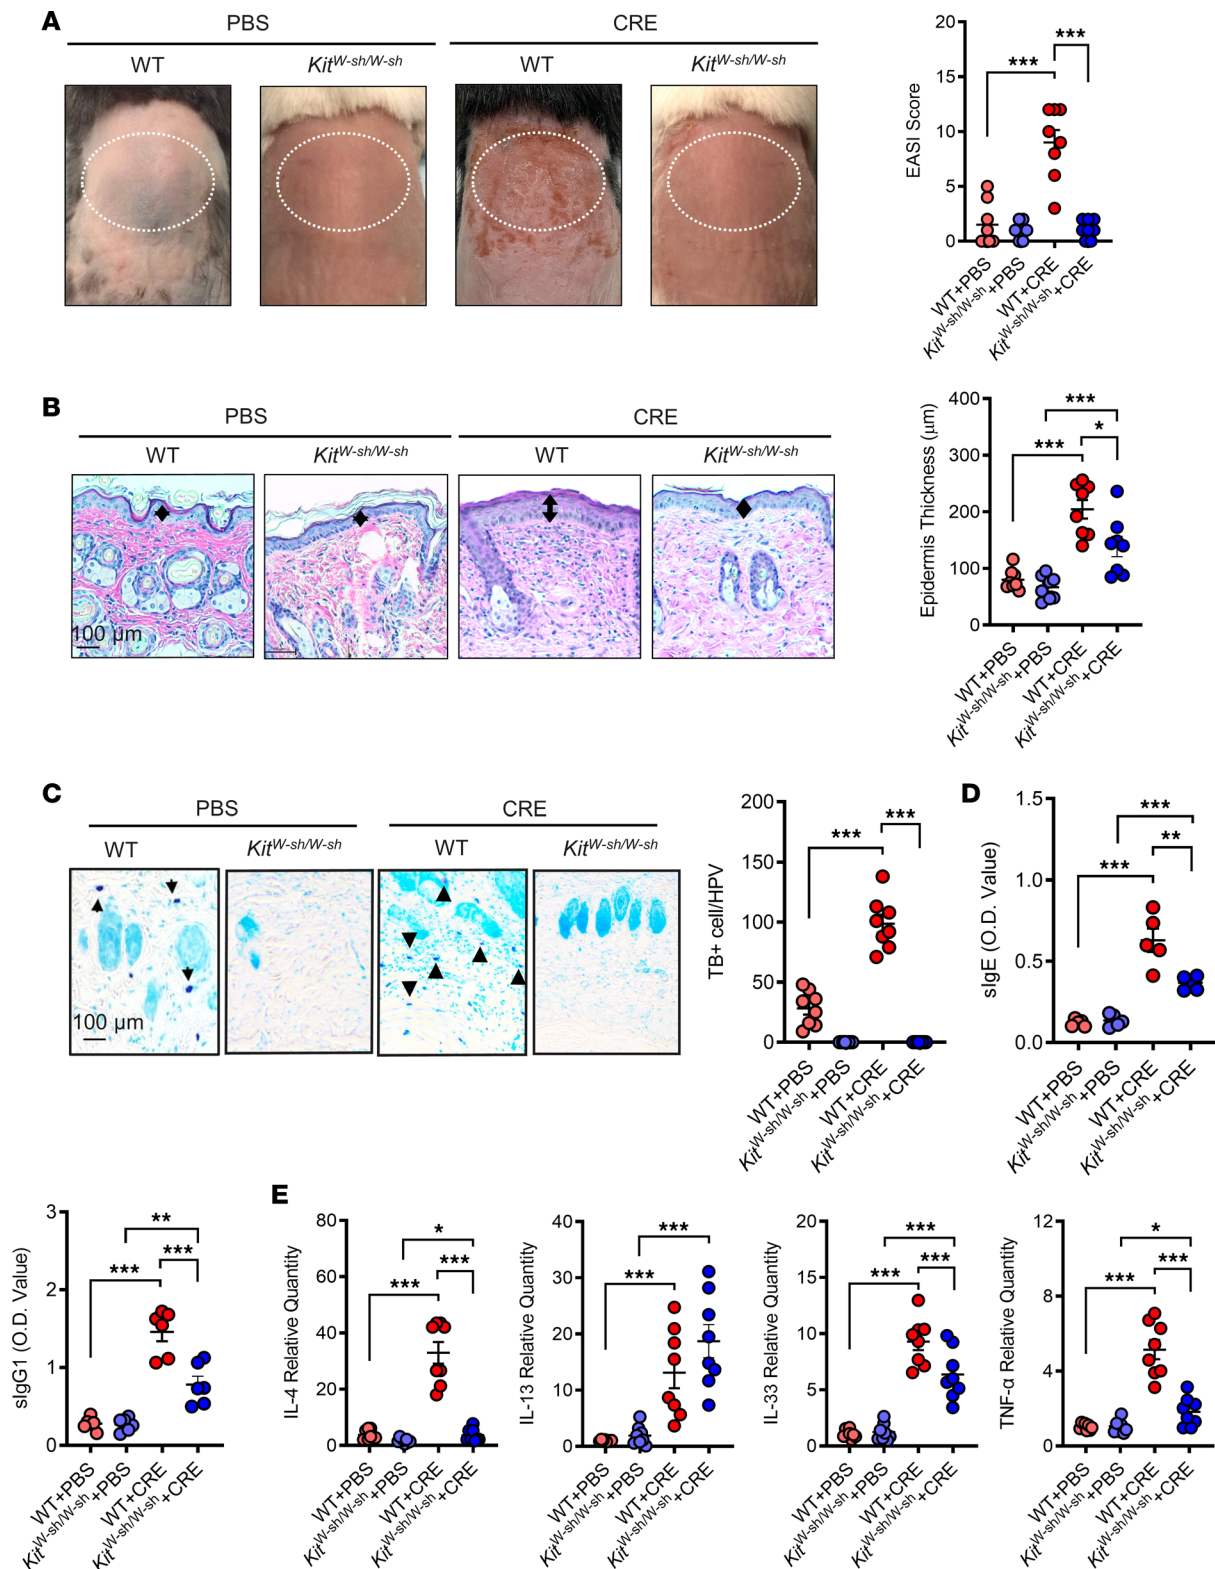 A
PBS
CRE
WT
Kit^W-sh/W-sh
WT
Kit^W-sh/W-sh
EASI Score
20
15
10
5
0
***
***
WT+PBS
Kit^W-sh/W-sh+PBS
WT+CRE
Kit^W-sh/W-sh+CRE
B
PBS
CRE
WT
Kit^W-sh/W-sh
WT
Kit^W-sh/W-sh
100 μm
Epidermis Thickness (μm)
400
300
200
100
0
***
*
***
WT+PBS
Kit^W-sh/W-sh+PBS
WT+CRE
Kit^W-sh/W-sh+CRE
C
PBS
CRE
WT
Kit^W-sh/W-sh
WT
Kit^W-sh/W-sh
100 μm
TB+ cell/HPV
200
150
100
50
0
***
***
WT+PBS
Kit^W-sh/W-sh+PBS
WT+CRE
Kit^W-sh/W-sh+CRE
D
sIgE (O.D. Value)
1.5
1.0
0.5
0.0
***
**
***
WT+PBS
Kit^W-sh/W-sh+PBS
WT+CRE
Kit^W-sh/W-sh+CRE
sIgG1 (O.D. Value)
3
2
1
0
**
***
***
WT+PBS
Kit^W-sh/W-sh+PBS
WT+CRE
Kit^W-sh/W-sh+CRE
E
IL-4 Relative Quantity
80
60
40
20
0
*
***
***
WT+PBS
Kit^W-sh/W-sh+PBS
WT+CRE
Kit^W-sh/W-sh+CRE
IL-13 Relative Quantity
40
30
20
10
0
***
***
WT+PBS
Kit^W-sh/W-sh+PBS
WT+CRE
Kit^W-sh/W-sh+CRE
IL-33 Relative Quantity
20
15
10
5
0
***
***
***
WT+PBS
Kit^W-sh/W-sh+PBS
WT+CRE
Kit^W-sh/W-sh+CRE
TNF-α Relative Quantity
12
8
4
0
*
***
***
WT+PBS
Kit^W-sh/W-sh+PBS
WT+CRE
Kit^W-sh/W-sh+CRE